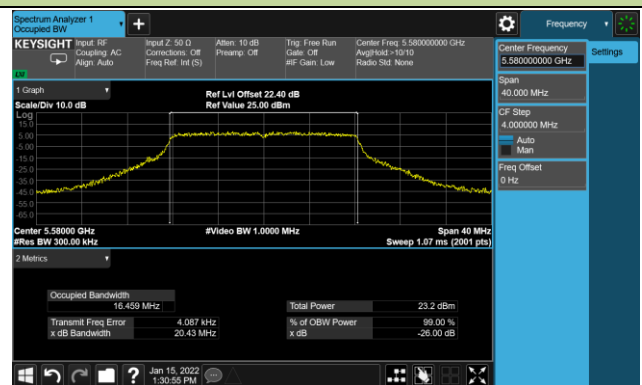 Spectrum Analyzer 1
Occupied BW
Frequency
KEYSIGHT
Input: RF
Coupling: AC
Align: Auto
Input Z: 50 Ω
Corrections: Off
Freq Ref: Int (S)
Atten: 10 dB
Preamp: Off
Trig: Free Run
Gate: Off
#IF Gain: Low
Center Freq: 5.580000000 GHz
Avg|Hold:>10/10
Radio Std: None
Center Frequency
5.580000000 GHz
Settings
Span
40.000 MHz
CF Step
4.000000 MHz
Auto
Man
Freq Offset
0 Hz
1 Graph
Scale/Div 10.0 dB
Ref Lvl Offset 22.40 dB
Ref Value 25.00 dBm
Log
15.0
5.00
-5.00
-15.0
-25.0
-35.0
-45.0
-55.0
-65.0
Center 5.58000 GHz
#Res BW 300.00 kHz
#Video BW 1.0000 MHz
Span 40 MHz
Sweep 1.07 ms (2001 pts)
2 Metrics
Occupied Bandwidth
16.459 MHz
Total Power 23.2 dBm
Transmit Freq Error 4.087 kHz
% of OBW Power 99.00 %
x dB Bandwidth 20.43 MHz
x dB -26.00 dB
Jan 15, 2022
1:30:55 PM